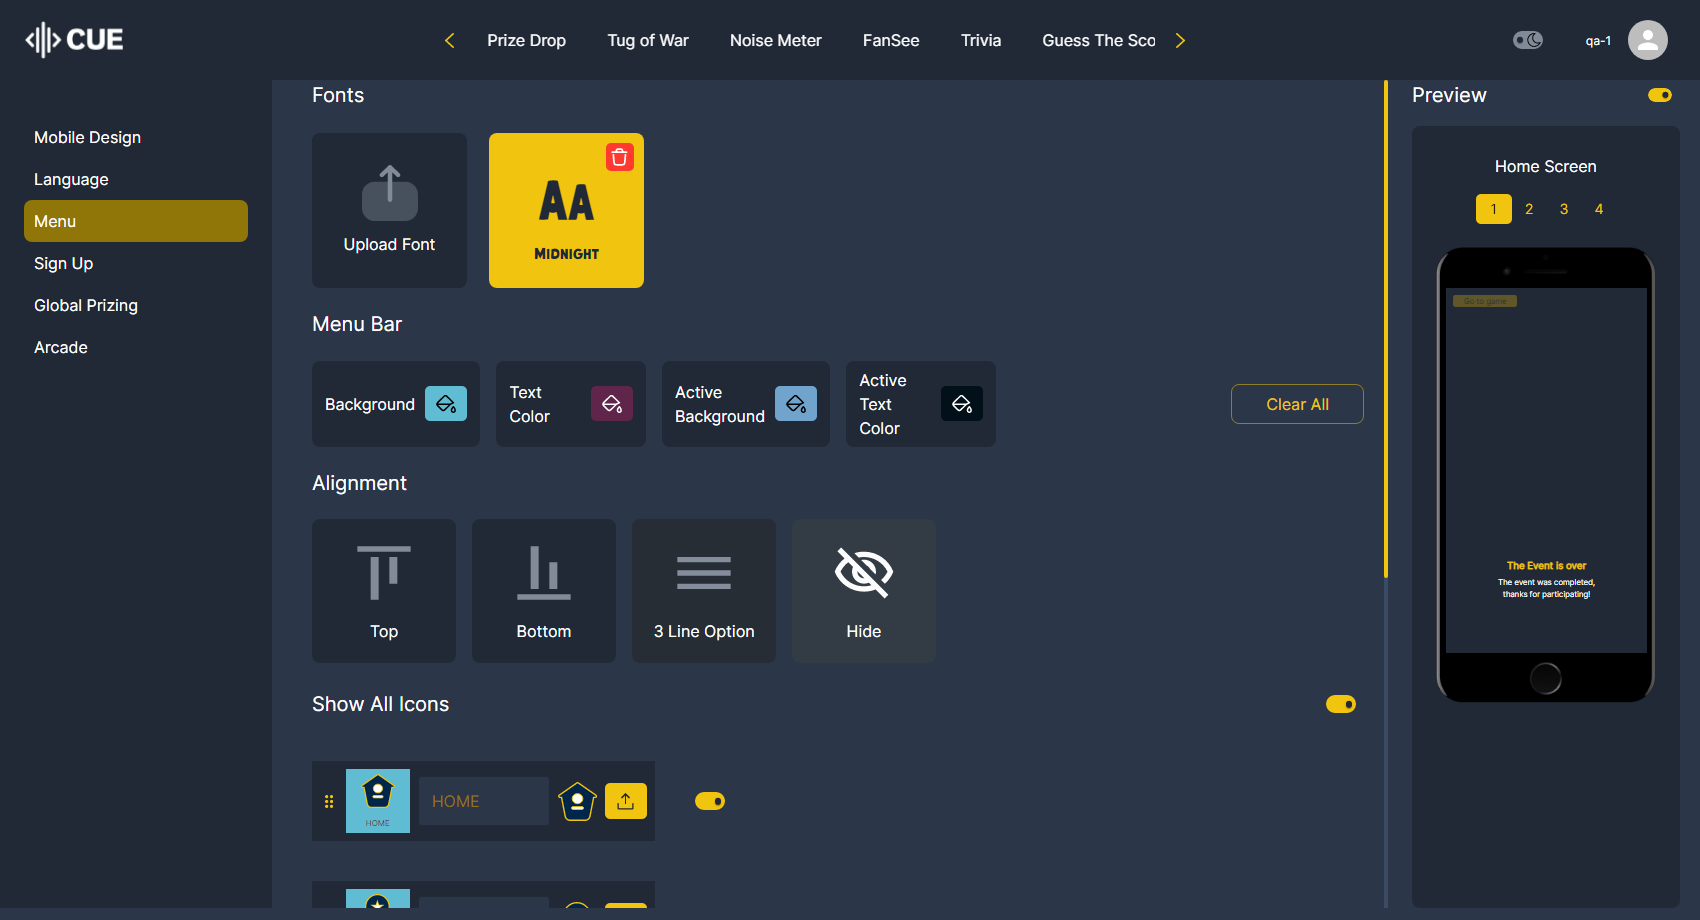 CUE
Prize Drop
Tug of War
Noise Meter
FanSee
Trivia
Guess The Sco
qa-1
Mobile Design
Language
Menu
Sign Up
Global Prizing
Arcade
Fonts
Upload Font
AA
MIDNIGHT
Menu Bar
Background
Text
Color
Active
Background
Active
Text
Color
Clear All
Alignment
Top
Bottom
3 Line Option
Hide
Show All Icons
HOME
HOME
Preview
Home Screen
1 2 3 4
Go to game
The Event is over
The event was completed,
thanks for participating!